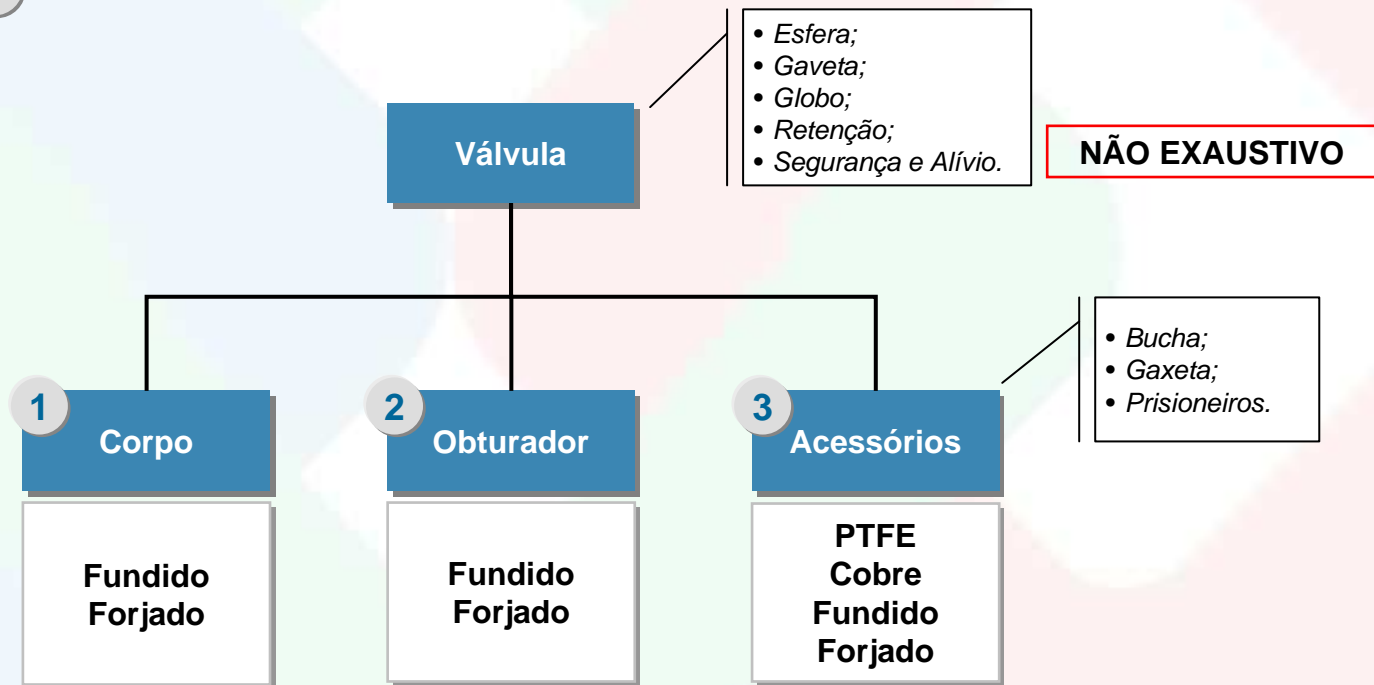 • Esfera;
• Gaveta;
• Globo;
• Retenção;
• Segurança e Alívio.
NÃO EXAUSTIVO
Válvula
• Bucha;
• Gaxeta;
• Prisioneiros.
1
Corpo
Fundido
Forjado
2
Obturador
Fundido
Forjado
3
Acessórios
PTFE
Cobre
Fundido
Forjado